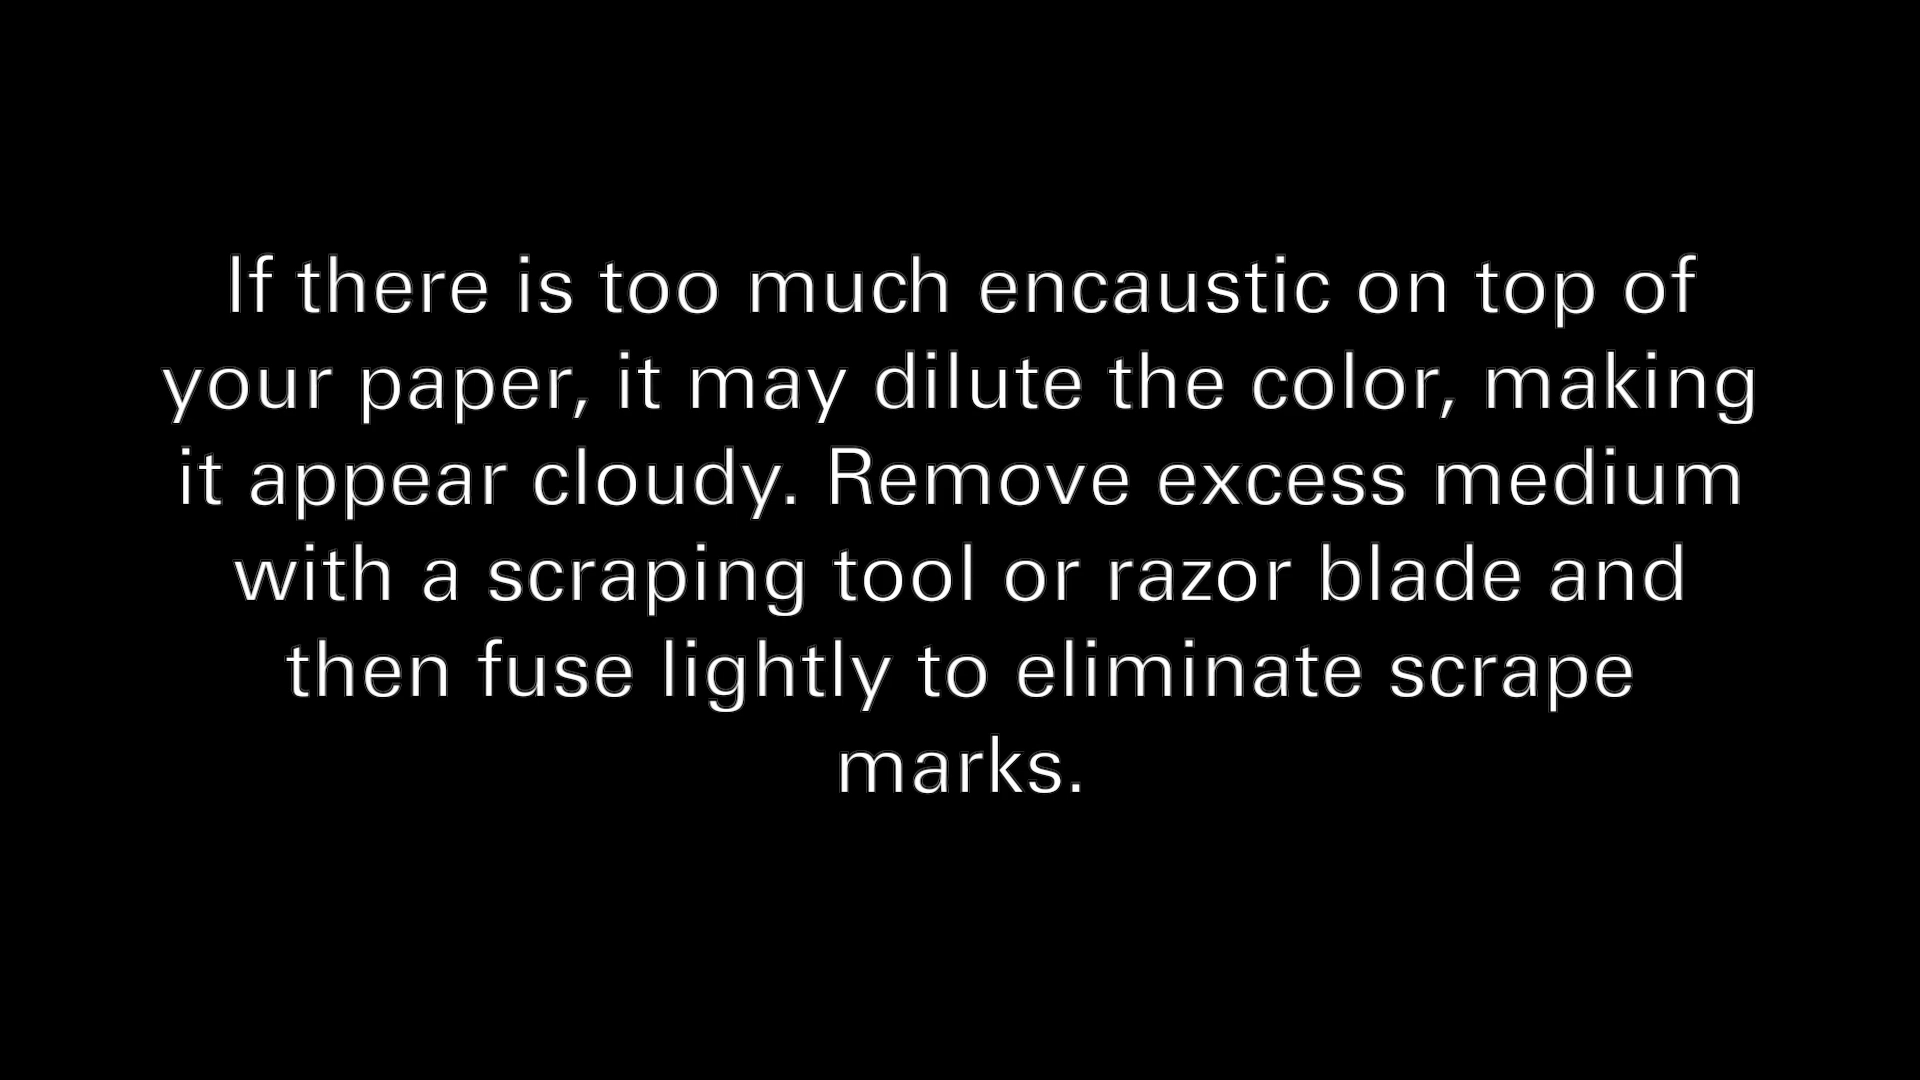 If there is too much encaustic on top of
your paper, it may dilute the color, making
it appear cloudy. Remove excess medium
with a scraping tool or razor blade and
then fuse lightly to eliminate scrape
marks.